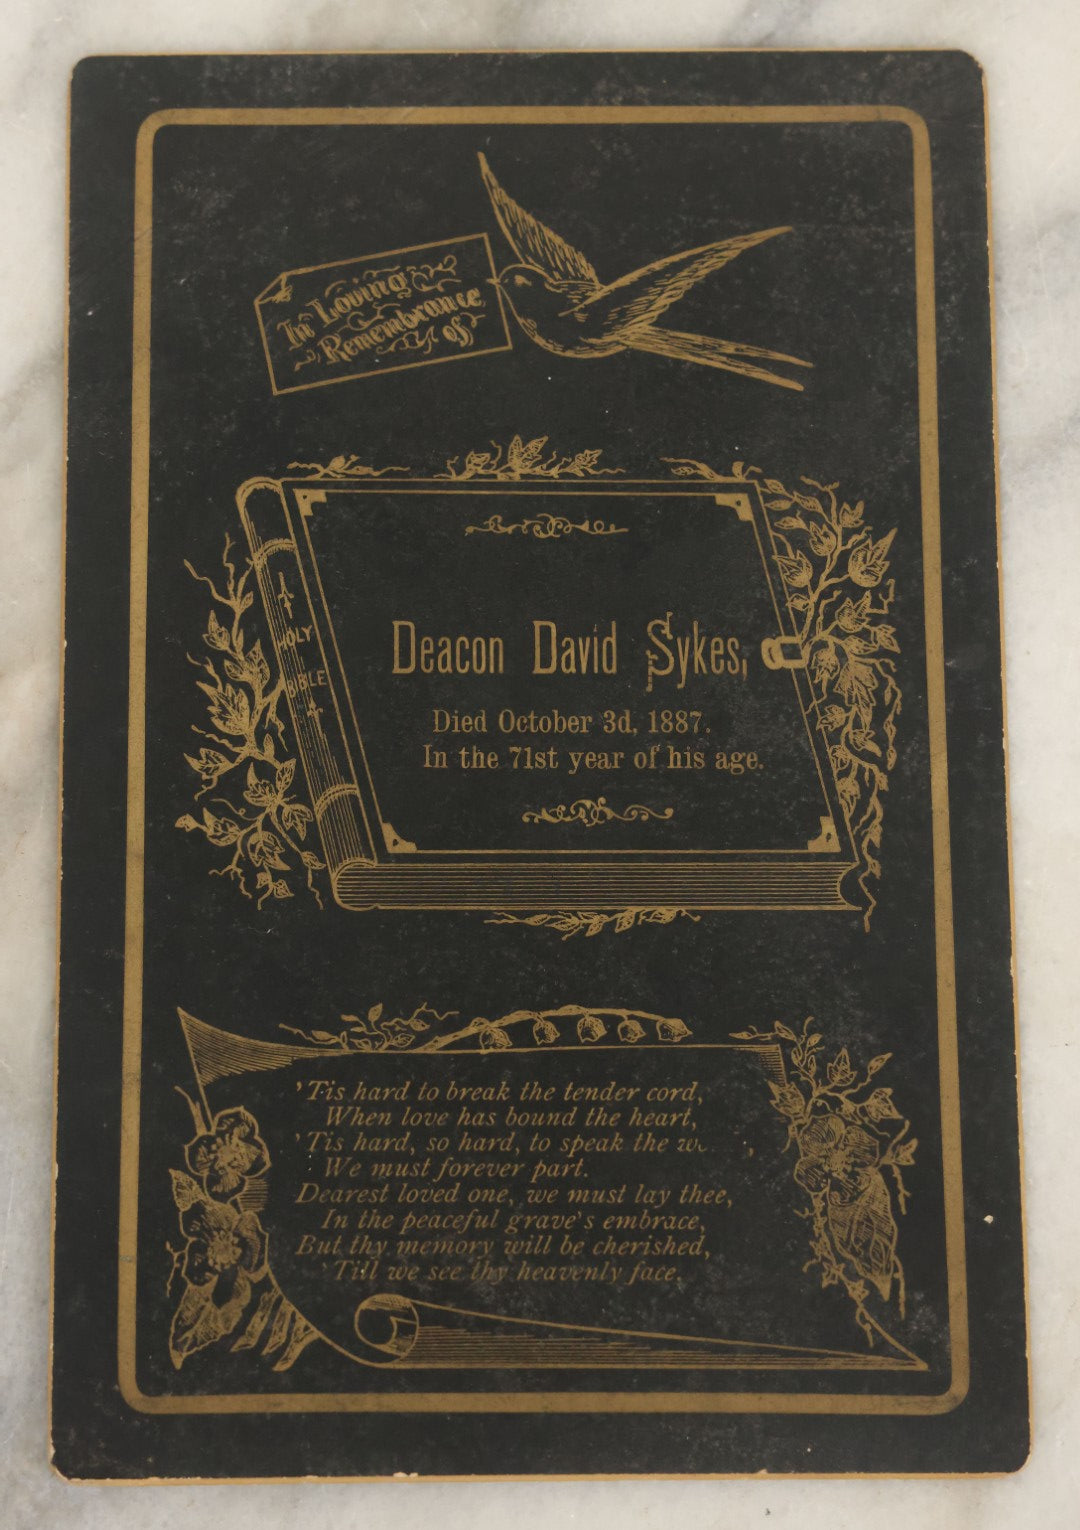 In Loving
Remembrance
of
HOLY
BIBLE
Deacon David Sykes,
Died October 3d, 1887.
In the 71st year of his age.
'Tis hard to break the tender cord,
When love has bound the heart,
'Tis hard, so hard, to speak the
We must forever part.
Dearest loved one, we must lay thee,
In the peaceful grave's embrace,
But thy memory will be cherished,
'Till we see thy heavenly face.